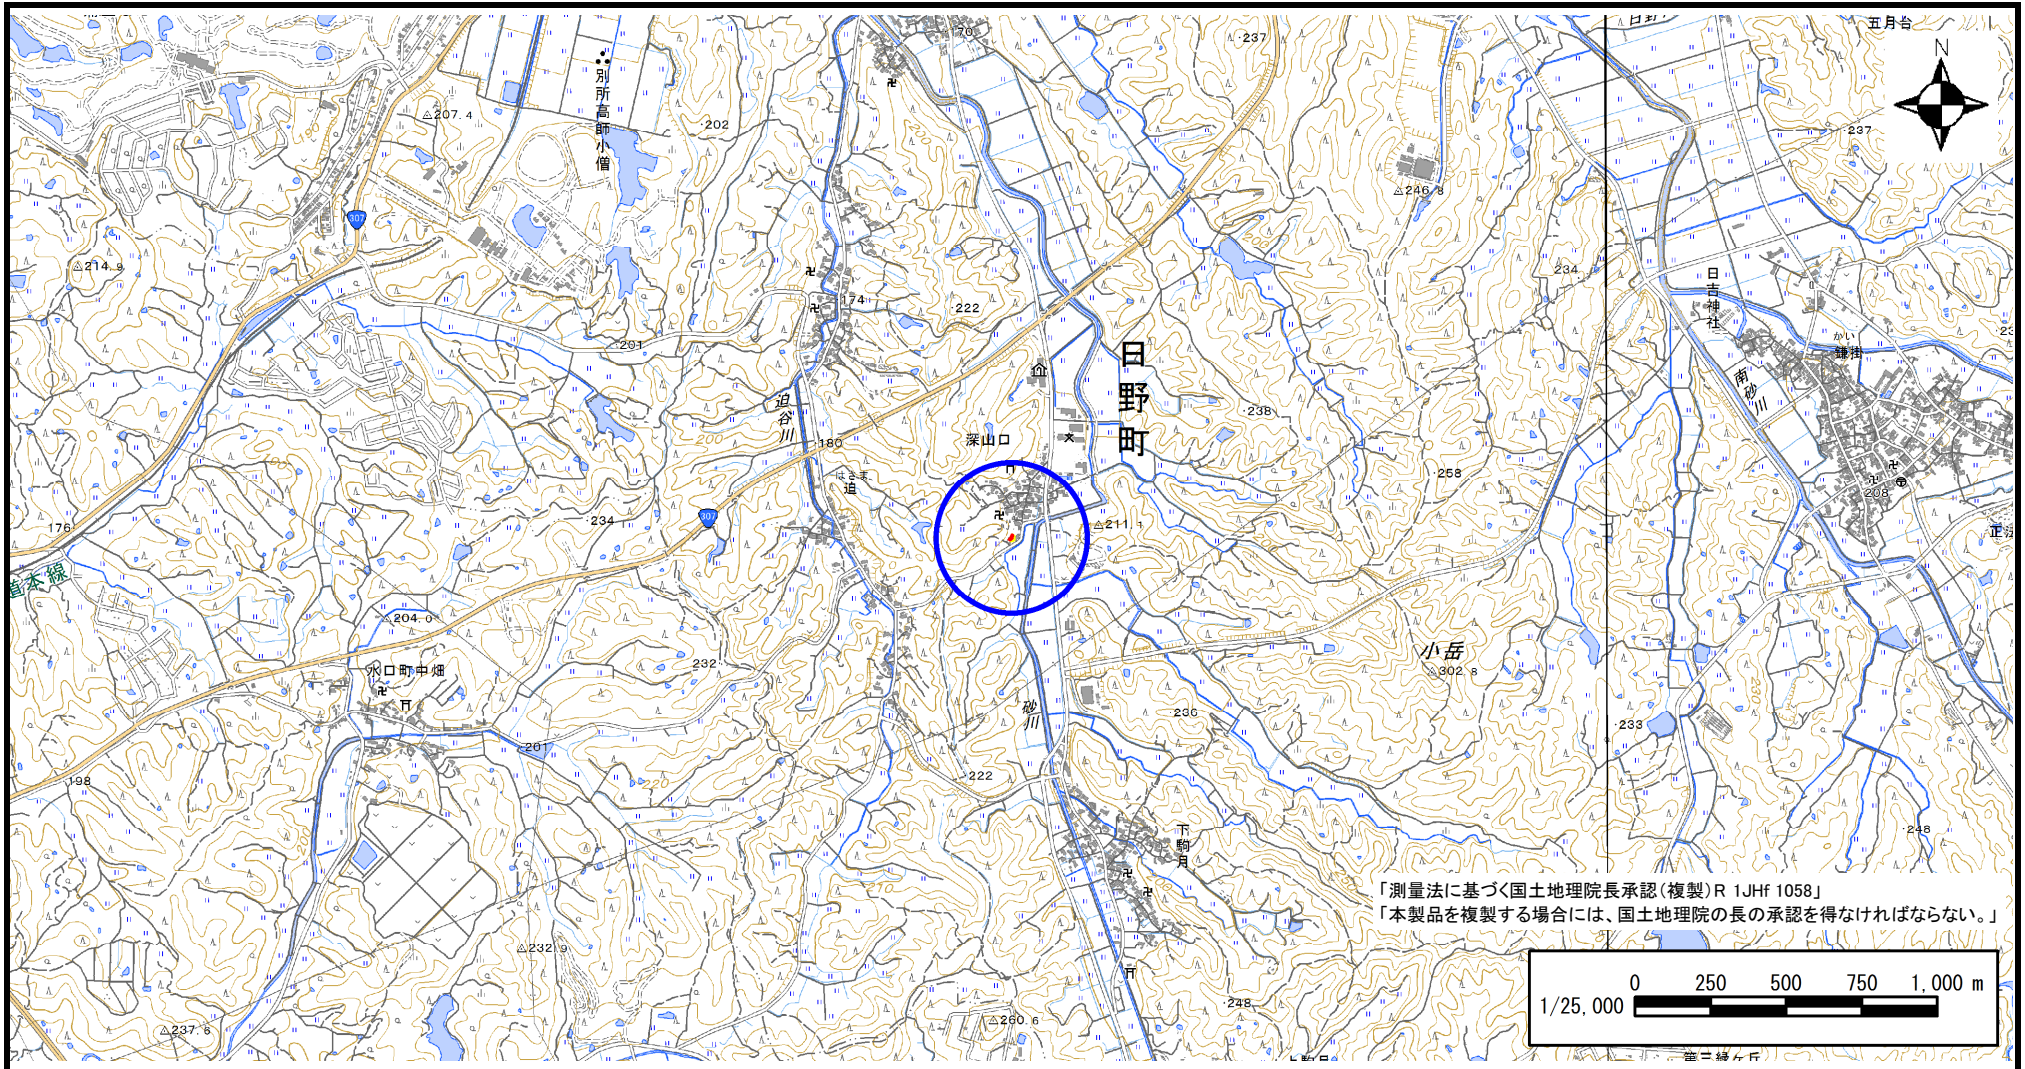 170
・237
五月台
N
別所高師小僧
△207.4
・202
・237
△246.8
307
△214.9
・234
日吉神社
174
・222
・201
かい
鎌掛
日野町
南砂川
迫谷川
・238
・180
深山口
・258
はさま
迫
208
307
△211.1
176
・234
△204.0
小岳
△302.8
232
水口町中畑
砂川
・236
・233
・201
・198
・222
・248
下駒月
「測量法に基づく国土地理院長承認(複製)R 1JHf 1058」
「本製品を複製する場合には、国土地理院の長の承認を得なければならない。」
△232.9
0 250 500 750 1,000 m
1/25,000
・248
△260.6
△237.6